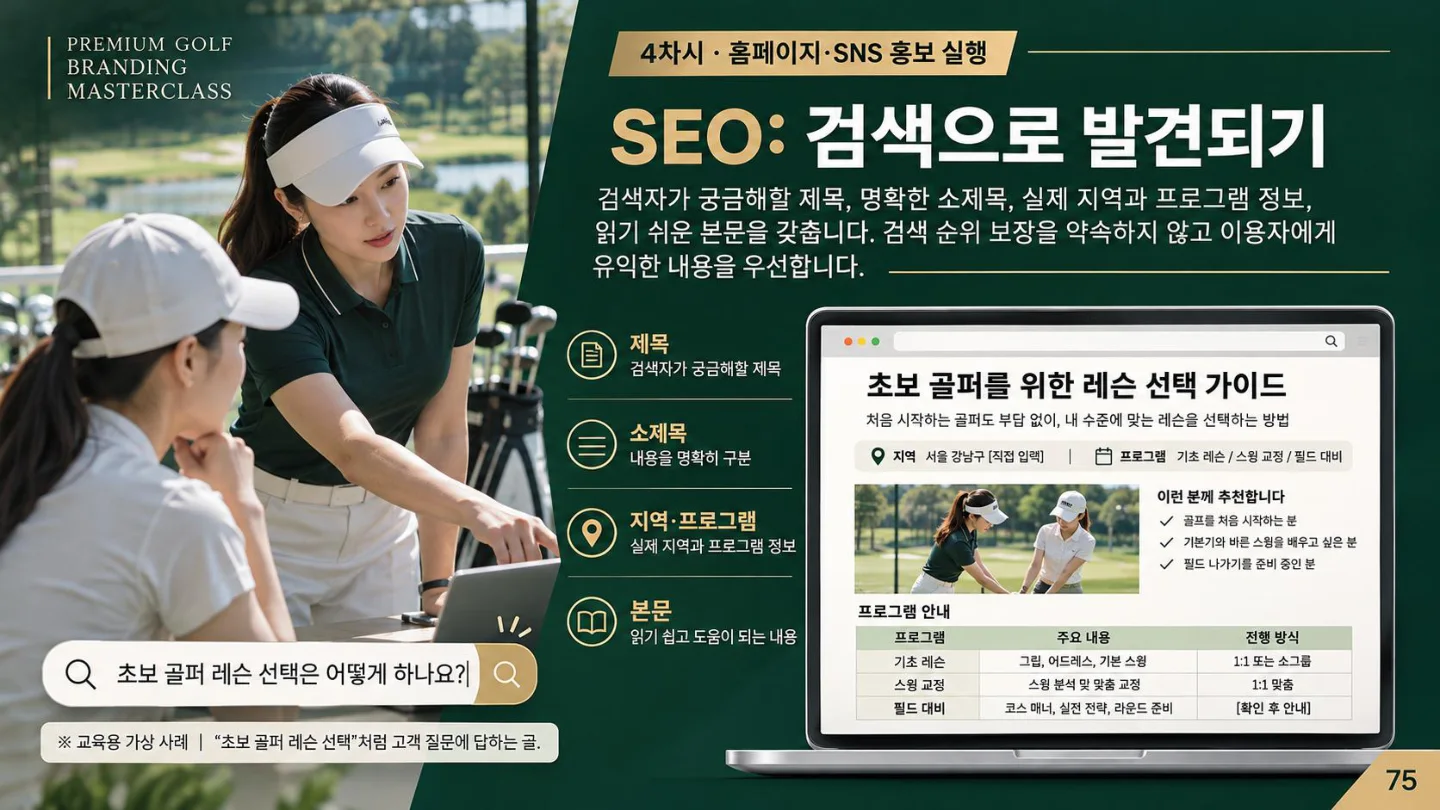 PREMIUM GOLF
BRANDING
MASTERCLASS
4차시 · 홈페이지·SNS 홍보 실행
SEO: 검색으로 발견되기
검색자가 궁금해할 제목, 명확한 소제목, 실제 지역과 프로그램 정보,
읽기 쉬운 본문을 갖춥니다. 검색 순위 보장을 약속하지 않고 이용자에게
유익한 내용을 우선합니다.
제목
검색자가 궁금해할 제목
소제목
내용을 명확히 구분
지역·프로그램
실제 지역과 프로그램 정보
본문
읽기 쉽고 도움이 되는 내용
초보 골퍼 레슨 선택은 어떻게 하나요?
※ 교육용 가상 사례 | “초보 골퍼 레슨 선택”처럼 고객 질문에 답하는 골.
초보 골퍼를 위한 레슨 선택 가이드
처음 시작하는 골퍼도 부담 없이, 내 수준에 맞는 레슨을 선택하는 방법
지역 서울 강남구 [직접 입력] | 프로그램 기초 레슨 / 스윙 교정 / 필드 대비
이런 분께 추천합니다
골프를 처음 시작하는 분
기본기와 바른 스윙을 배우고 싶은 분
필드 나가기를 준비 중인 분
프로그램 안내
프로그램 주요 내용 전행 방식
기초 레슨 그립, 어드레스, 기본 스윙 1:1 또는 소그룹
스윙 교정 스윙 분석 및 맞춤 교정 1:1 맞춤
필드 대비 코스 매너, 실전 전략, 라운드 준비 [확인 후 안내]
75